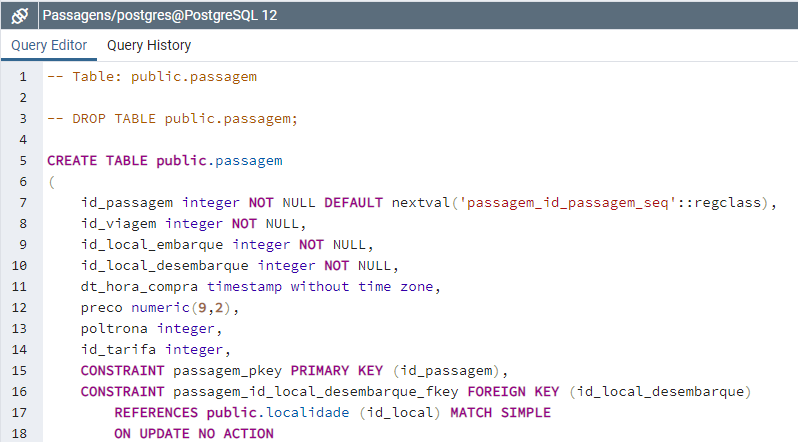 Passagens/postgres@PostgreSQL 12
Query Editor Query History
1 -- Table: public.passagem
2
3 -- DROP TABLE public.passagem;
4
5 CREATE TABLE public.passagem
6 (
7 id_passagem integer NOT NULL DEFAULT nextval('passagem_id_passagem_seq'::regclass),
8 id_viagem integer NOT NULL,
9 id_local_embarque integer NOT NULL,
10 id_local_desembarque integer NOT NULL,
11 dt_hora_compra timestamp without time zone,
12 preco numeric(9,2),
13 poltrona integer,
14 id_tarifa integer,
15 CONSTRAINT passagem_pkey PRIMARY KEY (id_passagem),
16 CONSTRAINT passagem_id_local_desembarque_fkey FOREIGN KEY (id_local_desembarque)
17 REFERENCES public.localidade (id_local) MATCH SIMPLE
18 ON UPDATE NO ACTION